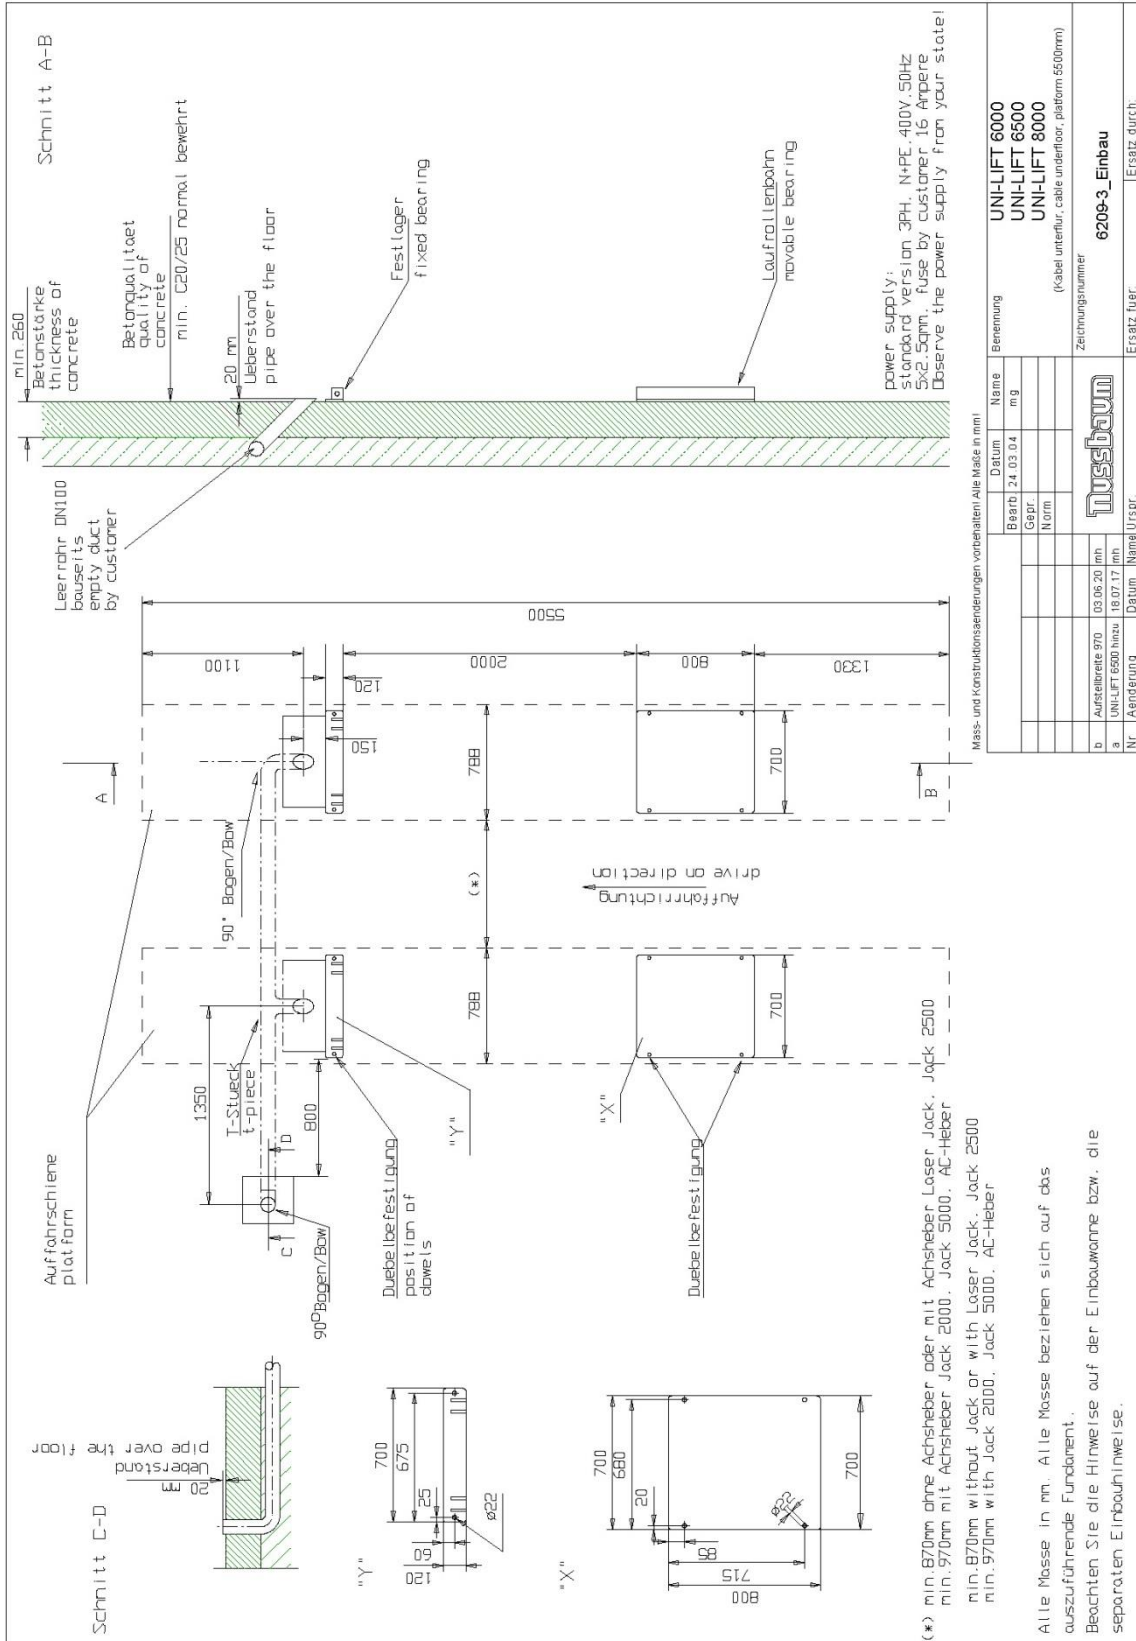 Schnitt C-D
20 mm
Ueberstand
pipe over the
floor
Auffahrschiene
platform
90° Bogen/Bow
1350
T-Stueck
t-piece
800
C
D
90°Bogen/Bow
Duebelbefestigung
position of
dowels
"Y"
"X"
Duebelbefestigung
A
B
788
(*)
788
700
700
Auffahrrichtung
drive on direction
1100
150
120
2000
800
1330
5500
"Y"
700
675
25
60
120
ø22
"X"
700
680
20
85
715
800
ø22
700
Leerrohr DN100
bauseits
empty duct
by customer
min.260
Betonstärke
thickness of
concrete
Schnitt A-B
Betonqualitaet
quality of
concrete
min. C20/25 normal bewehrt
20 mm
Ueberstand
pipe over the floor
Festlager
fixed bearing
Laufrollenbahn
movable bearing
power supply:
standard version 3PH. N+PE.400V.50HZ
5x2.5qmm. fuse by customer 16 Ampere
Observe the power supply from your state!
(*) min.870mm ohne Achsheber oder mit Achsheber Laser Jack. Jack 2500
min.970mm mit Achsheber Jack 2000. Jack 5000. AC-Heber
min.870mm without Jack or with Laser Jack. Jack 2500
min.970mm with Jack 2000. Jack 5000. AC-Heber
Alle Masse in mm. Alle Masse beziehen sich auf das
auszuführende Fundament.
Beachten Sie die Hinweise auf der Einbauwanne bzw. die
separaten Einbauhinweise.
Mass- und Konstruktionsaenderungen vorbehalten! Alle Maße in mm!
Datum Name
Bearb. 24.03.04 mg
Gepr.
Norm
Benennung
UNI-LIFT 6000
UNI-LIFT 6500
UNI-LIFT 8000
(Kabel unterflur, cable underfloor, platform 5500mm)
Nussbaum
Zeichnungsnummer
6209-3_Einbau
b Aufstellbreite 970 03.06.20 mh
a UNI-LIFT 6500 hinzu 18.07.17 mh
Nr Aenderung Datum Name Urspr.
Ersatz fuer:
Ersatz durch: